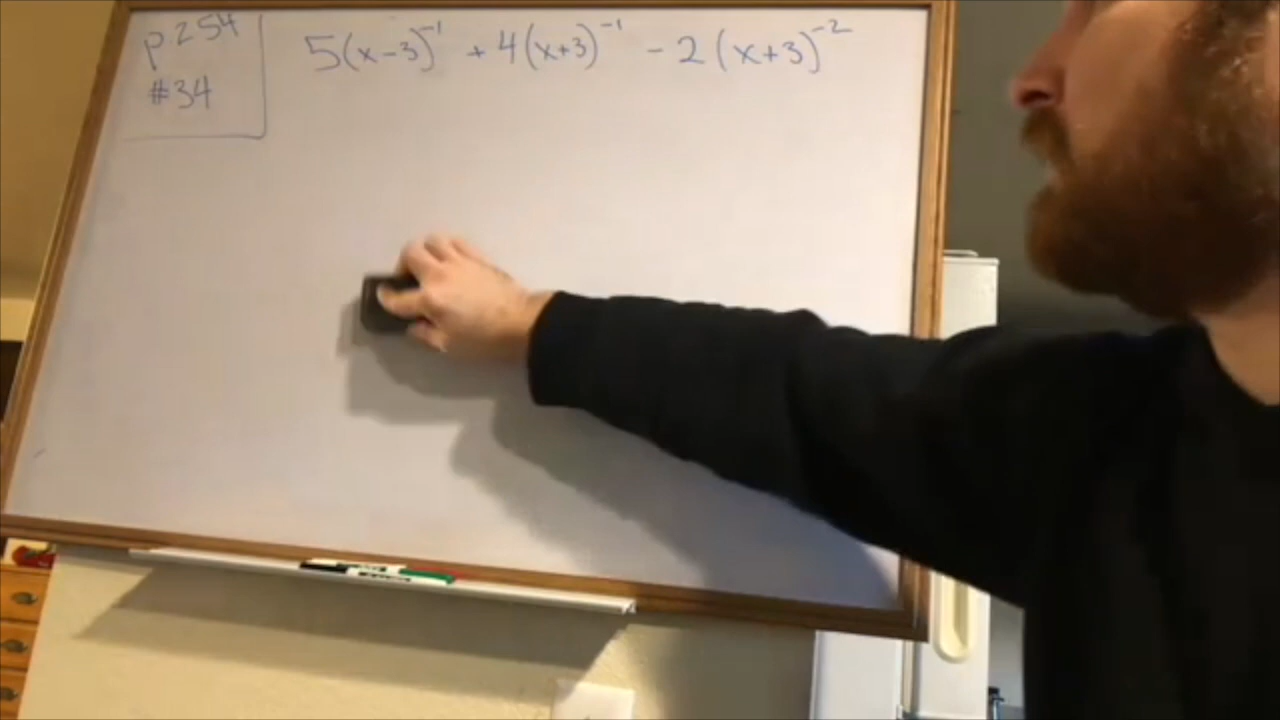 p. 254
#34
5(x-3)⁻¹ + 4(x+3)⁻¹ - 2(x+3)⁻²